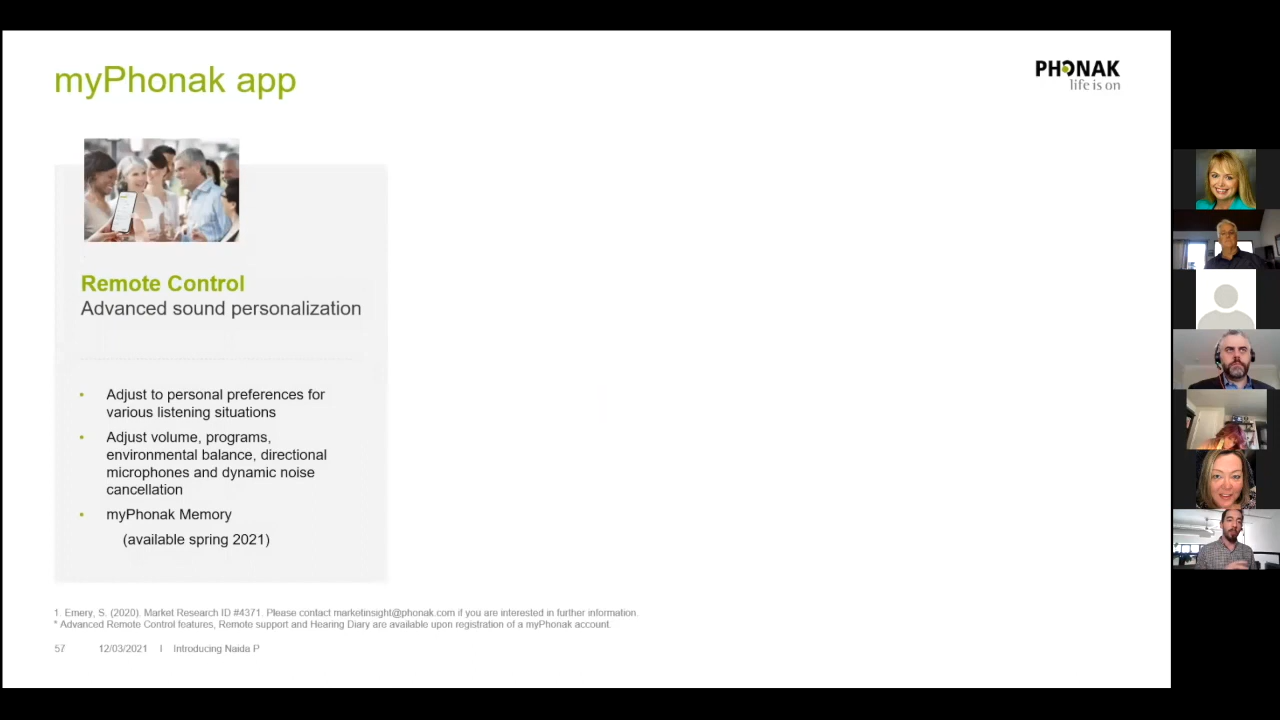 myPhonak app
PHONAK
life is on
Remote Control
Advanced sound personalization
• Adjust to personal preferences for
various listening situations
• Adjust volume, programs,
environmental balance, directional
microphones and dynamic noise
cancellation
• myPhonak Memory
(available spring 2021)
1. Emery, S. (2020). Market Research ID #4371. Please contact marketinsight@phonak.com if you are interested in further information.
* Advanced Remote Control features, Remote support and Hearing Diary are available upon registration of a myPhonak account.
57 12/03/2021 I Introducing Naida P